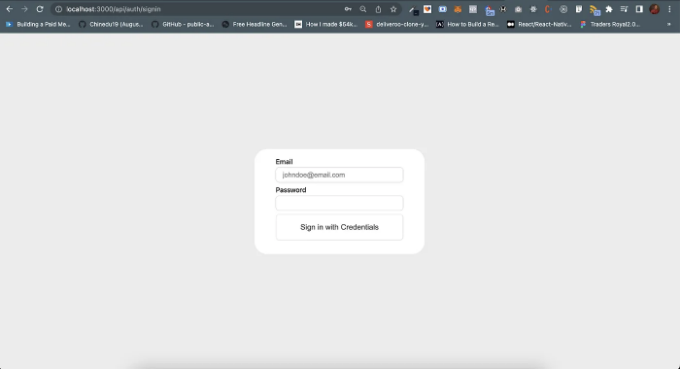 localhost:3000/api/auth/signin
Building a Paid Me... Chinedu19 (Augus... GitHub - public-a... Free Headline Gen... How I made $64k... deliveroo-clone-y... How to Build a Re... React/React-Nativ... Traders Royal2.0... »
Email
johndoe@email.com
Password
Sign in with Credentials